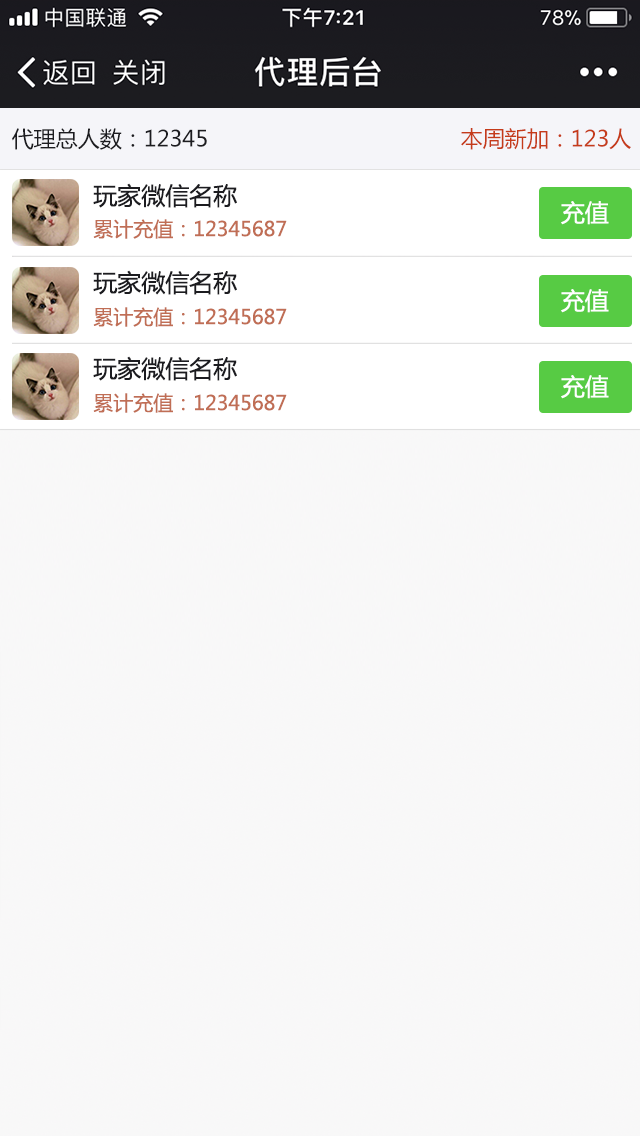 中国联通 下午7:21 78%
返回 关闭 代理后台
代理总人数：12345 本周新加：123人
玩家微信名称
累计充值：12345687
充值
玩家微信名称
累计充值：12345687
充值
玩家微信名称
累计充值：12345687
充值